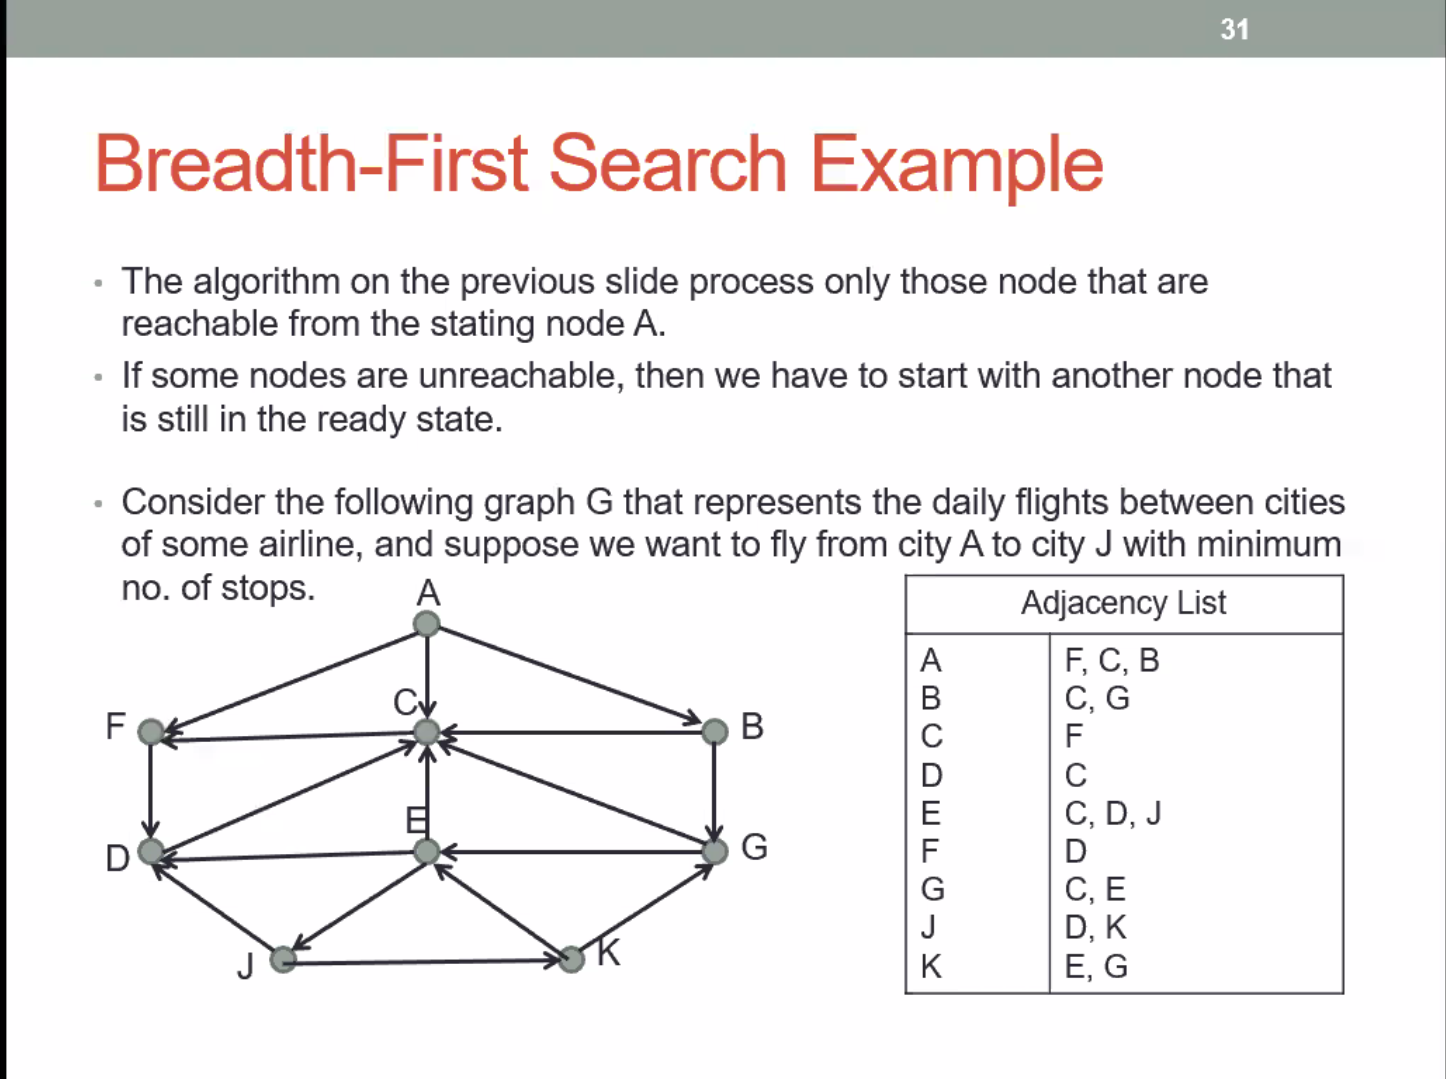 31
Breadth-First Search Example
• The algorithm on the previous slide process only those node that are
reachable from the stating node A.
• If some nodes are unreachable, then we have to start with another node that
is still in the ready state.
• Consider the following graph G that represents the daily flights between cities
of some airline, and suppose we want to fly from city A to city J with minimum
no. of stops.
A
C
F
B
E
D
G
J
K
Adjacency List
A F, C, B
B C, G
C F
D C
E C, D, J
F D
G C, E
J D, K
K E, G